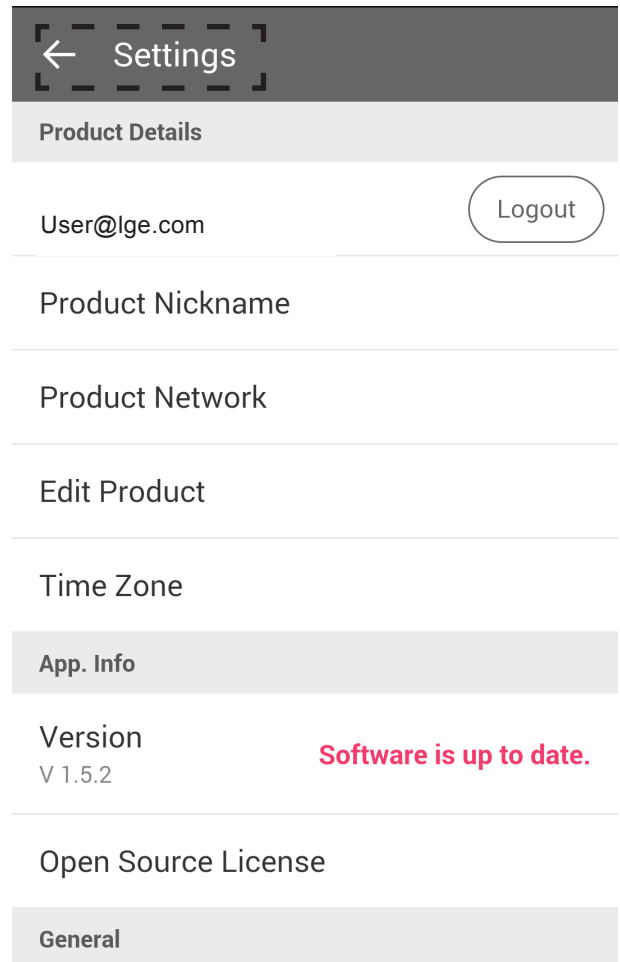 Settings
Product Details
User@lge.com
Logout
Product Nickname
Product Network
Edit Product
Time Zone
App. Info
Version
V 1.5.2
Software is up to date.
Open Source License
General